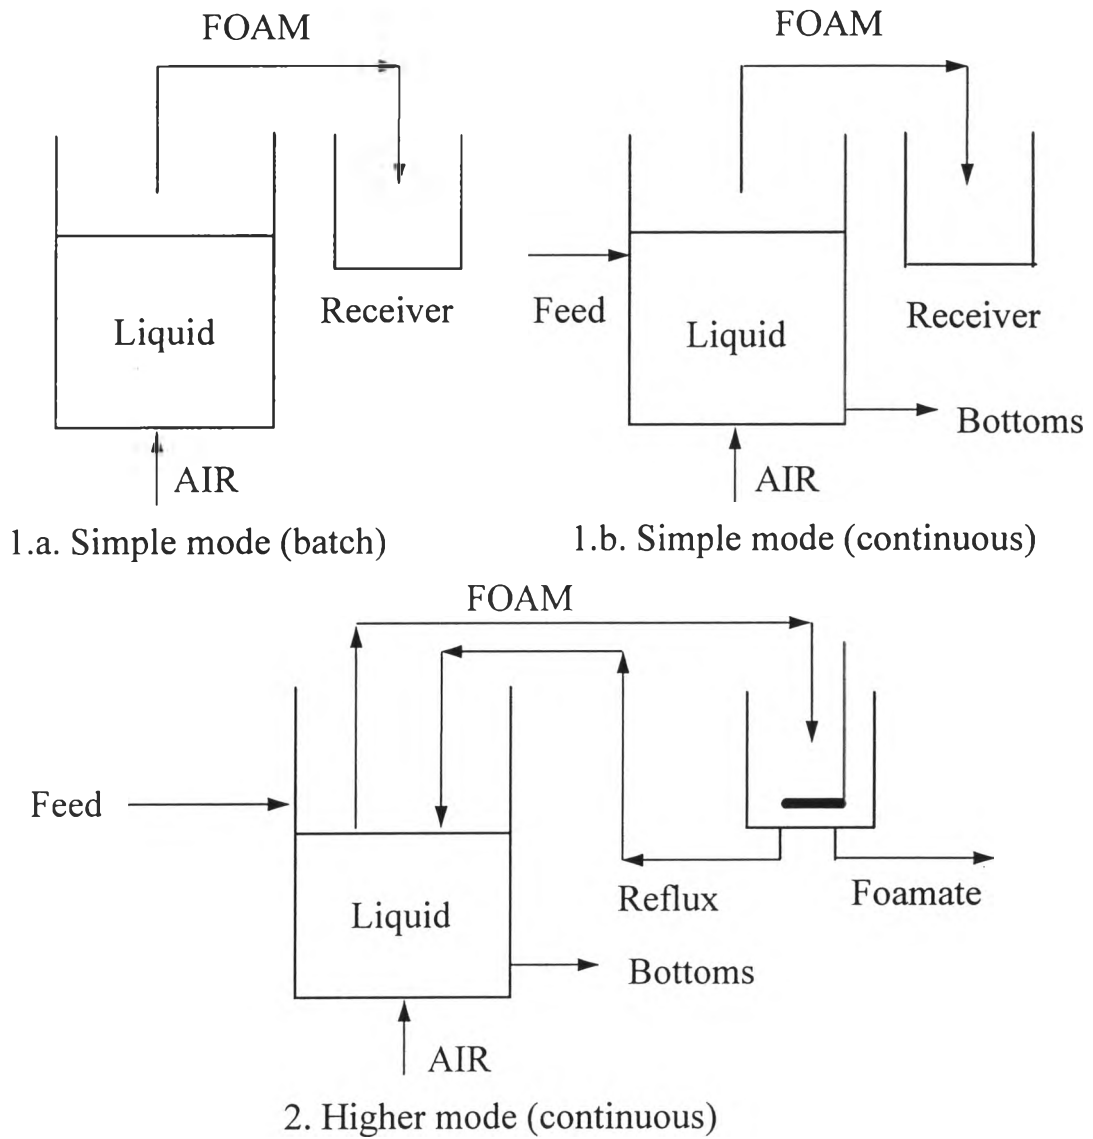 FOAM
Liquid
Receiver
AIR
1.a. Simple mode (batch)
FOAM
Feed
Liquid
Receiver
Bottoms
AIR
1.b. Simple mode (continuous)
FOAM
Feed
Liquid
Reflux
Foamate
Bottoms
AIR
2. Higher mode (continuous)